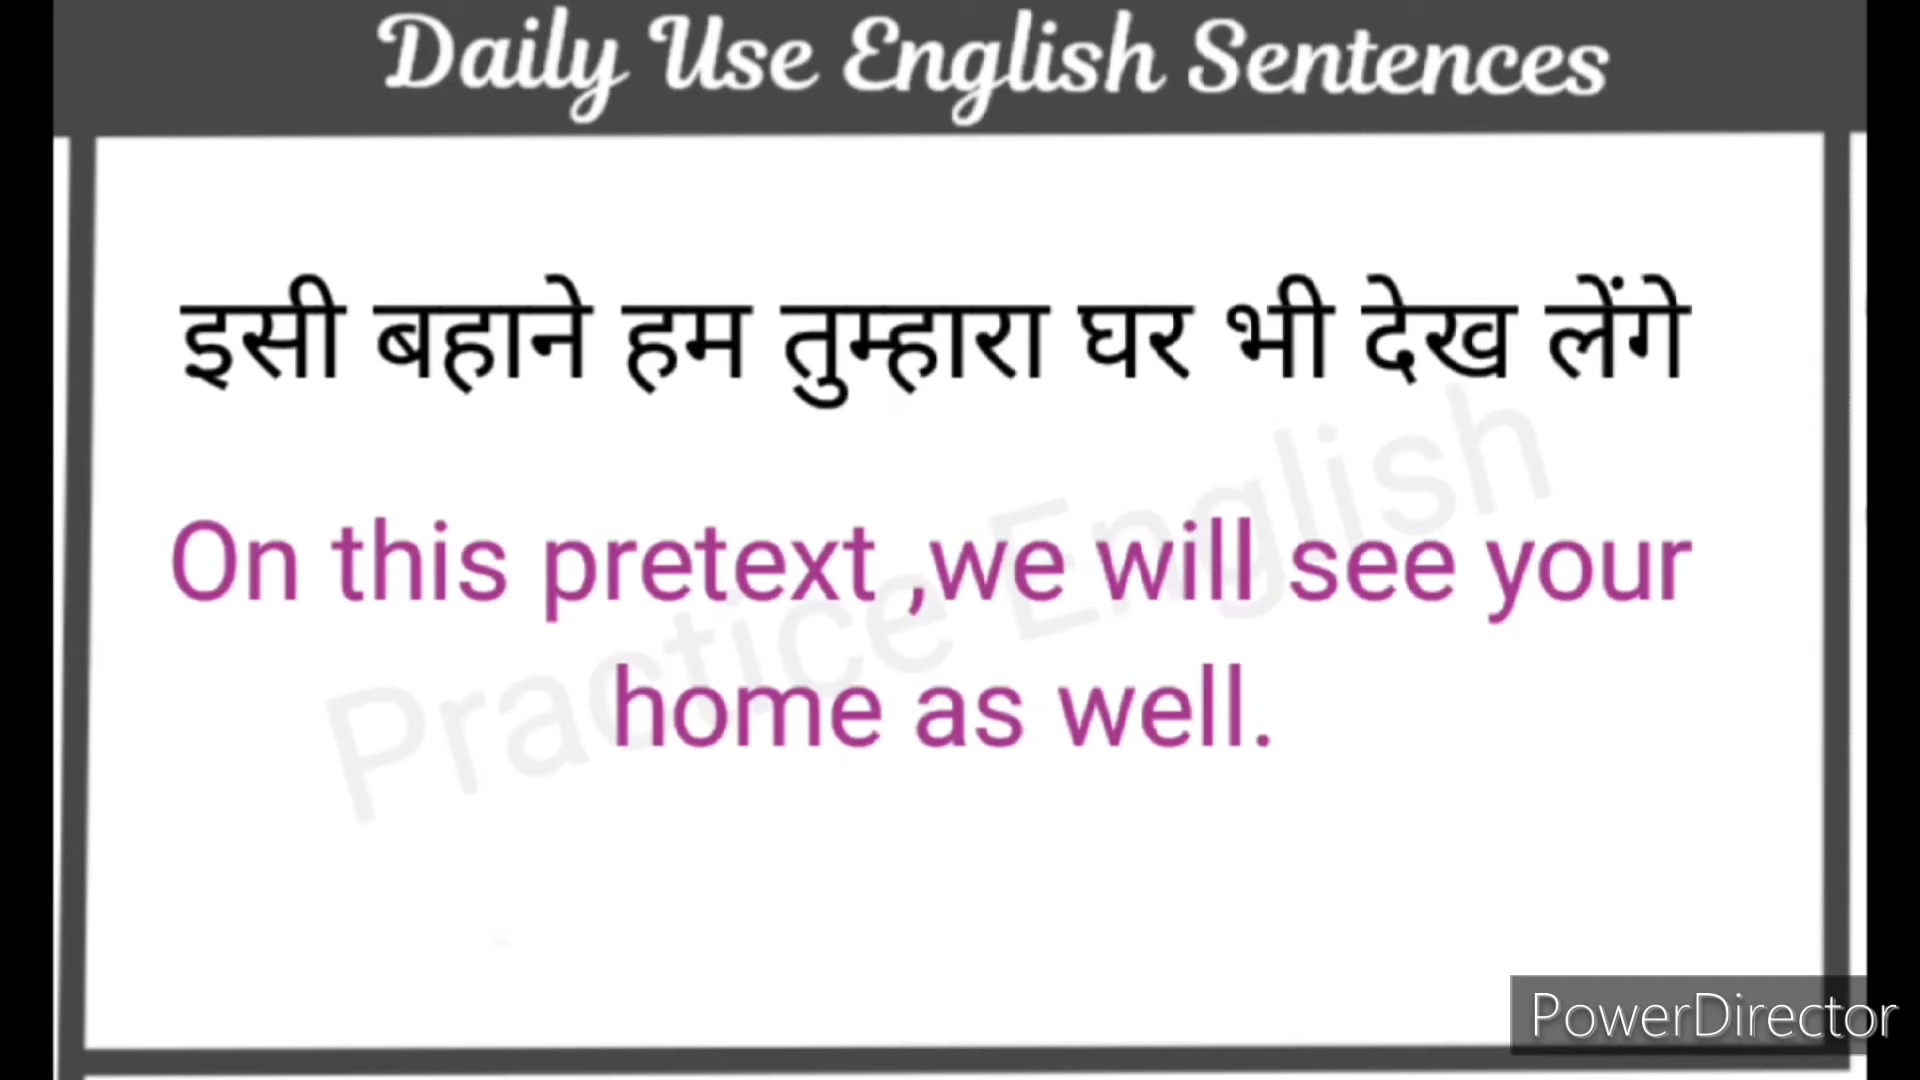 Daily Use English Sentences
इसी बहाने हम तुम्हारा घर भी देख लेंगे
On this pretext ,we will see your
home as well.
Practice English
PowerDirector